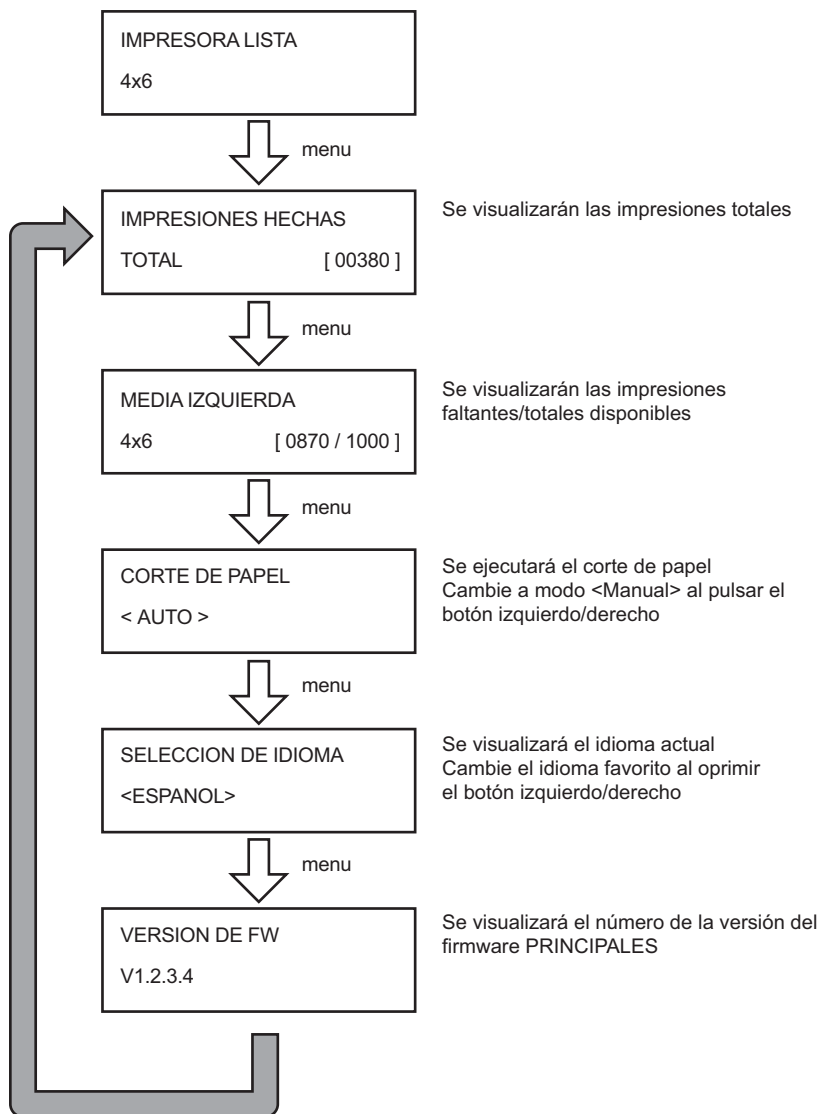 IMPRESORA LISTA
4x6
menu
IMPRESIONES HECHAS
TOTAL [ 00380 ]
Se visualizarán las impresiones totales
menu
MEDIA IZQUIERDA
4x6 [ 0870 / 1000 ]
Se visualizarán las impresiones
faltantes/totales disponibles
menu
CORTE DE PAPEL
< AUTO >
Se ejecutará el corte de papel
Cambie a modo <Manual> al pulsar el
botón izquierdo/derecho
menu
SELECCION DE IDIOMA
<ESPANOL>
Se visualizará el idioma actual
Cambie el idioma favorito al oprimir
el botón izquierdo/derecho
menu
VERSION DE FW
V1.2.3.4
Se visualizará el número de la versión del
firmware PRINCIPALES